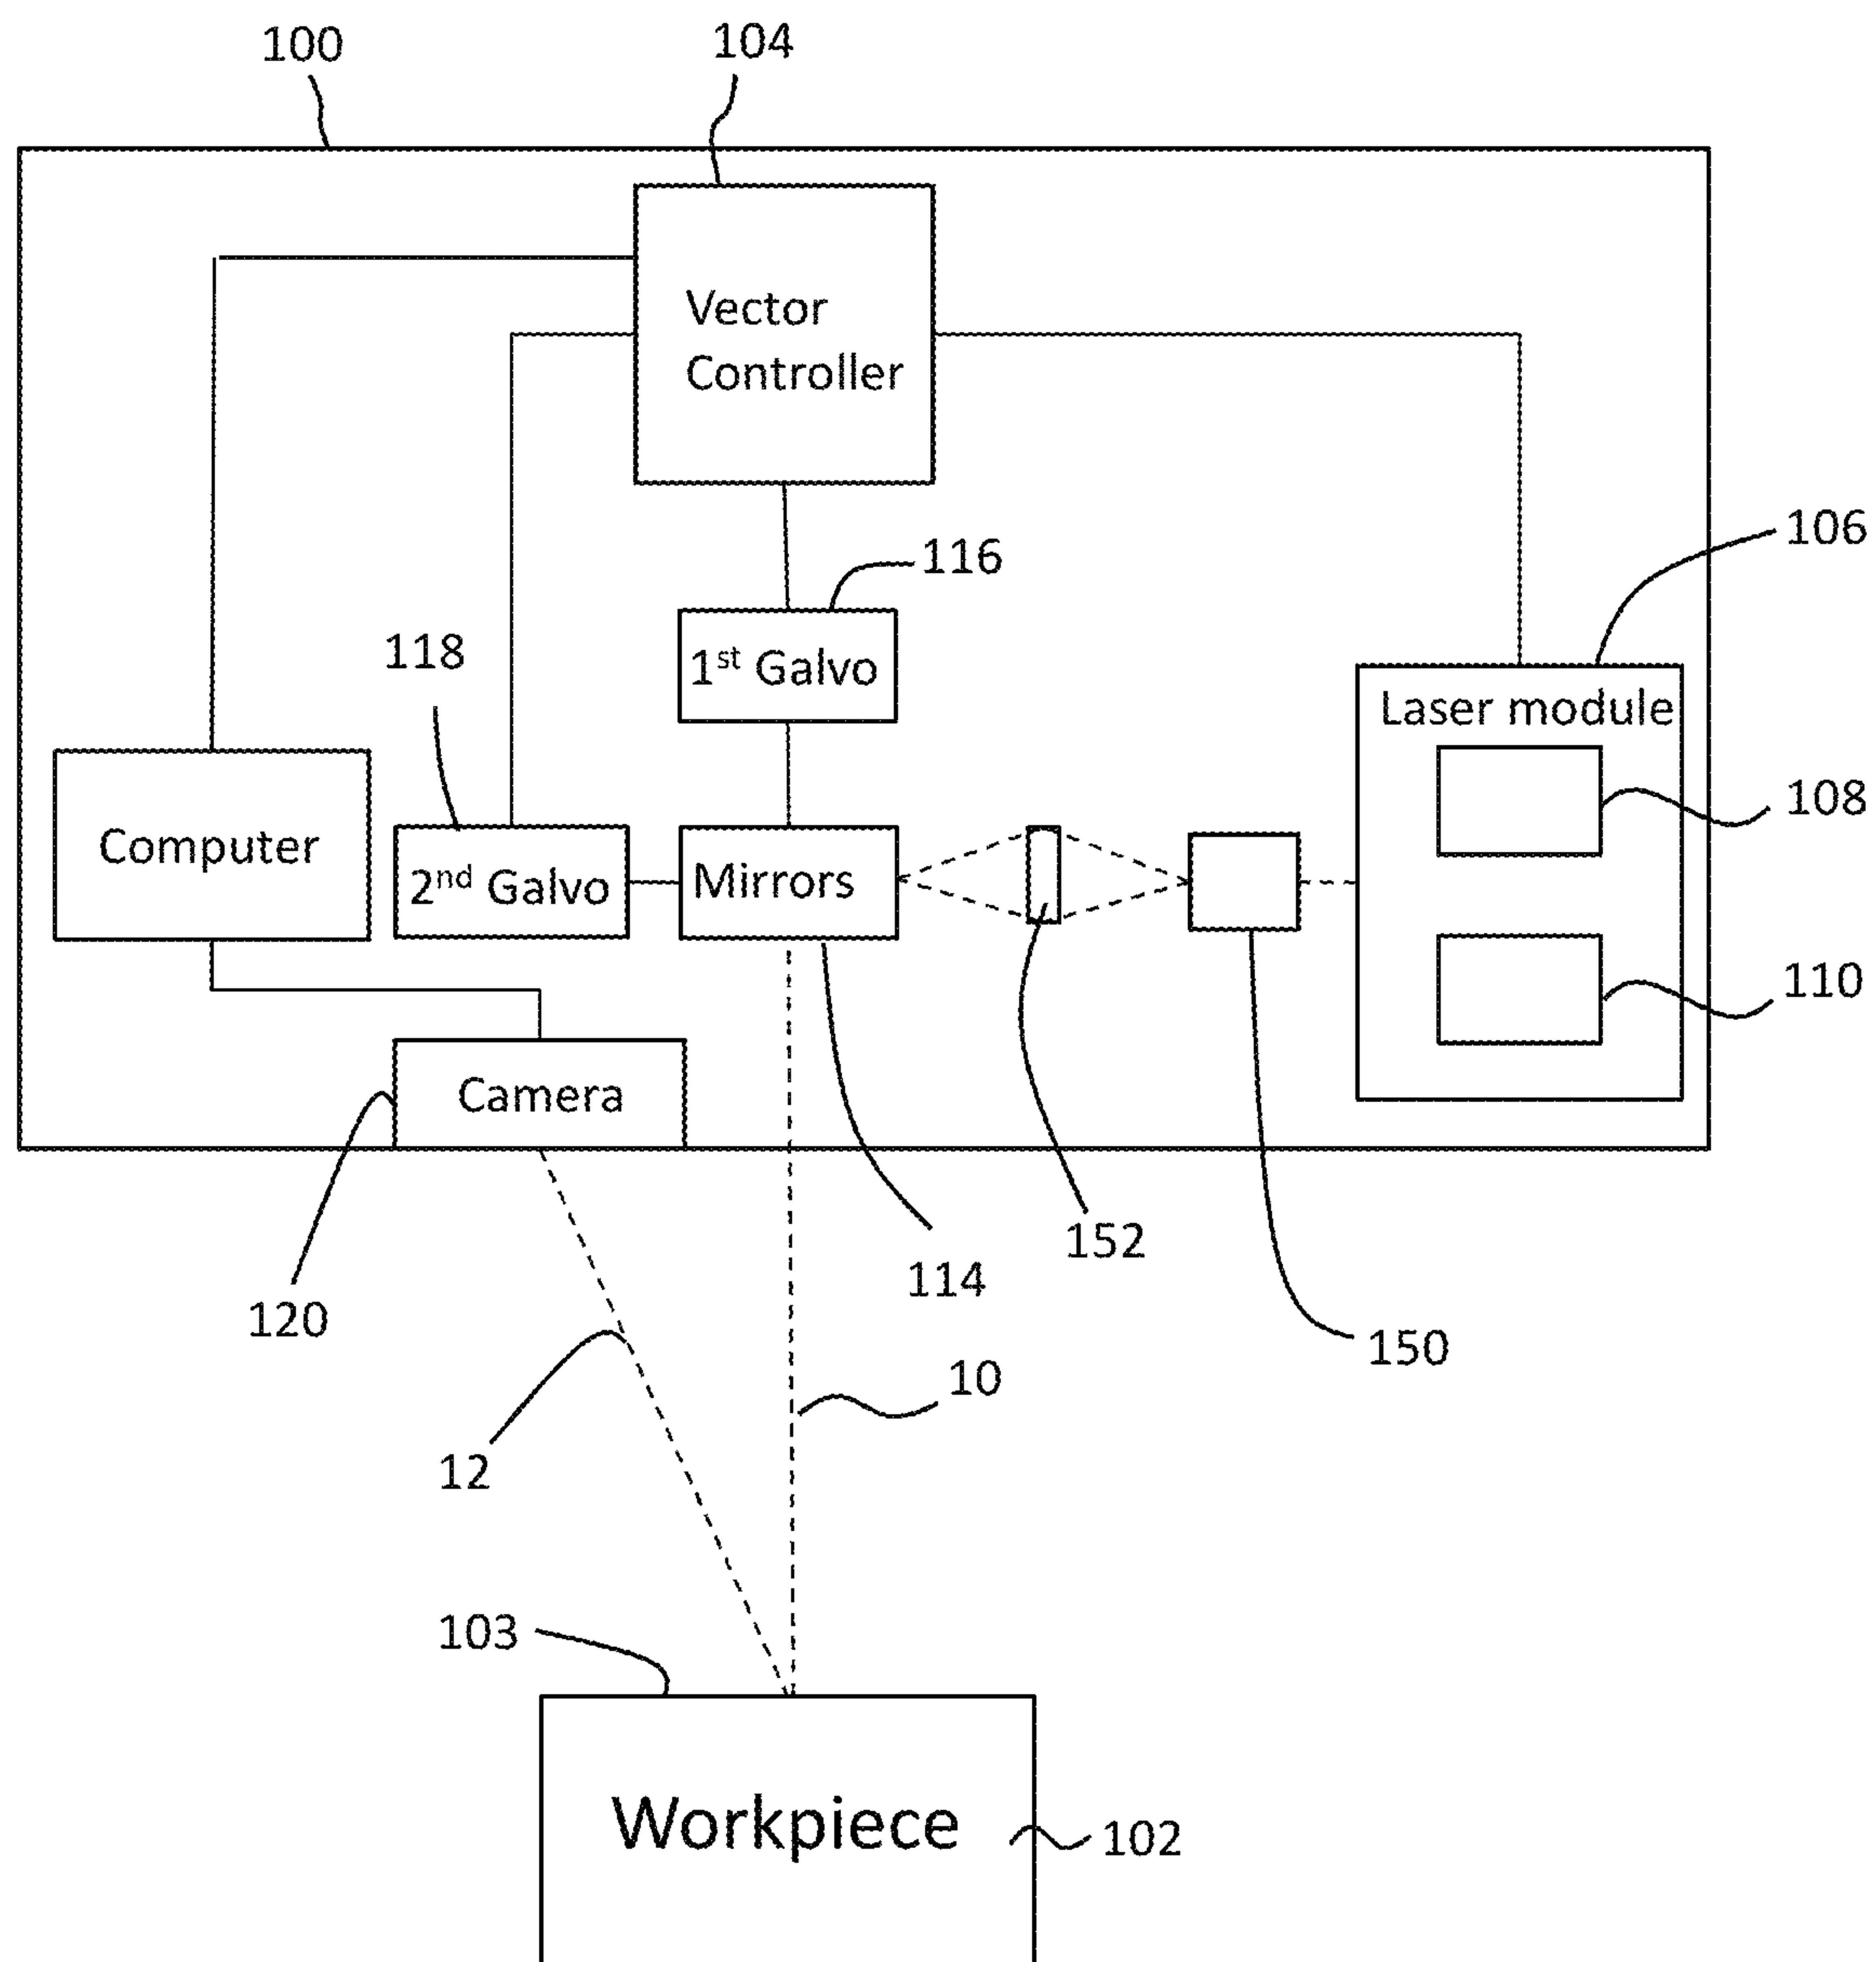 100
104
Vector
Controller
116
106
1st Galvo
118
Laser module
108
Computer
2nd Galvo
Mirrors
110
Camera
152
114
120
150
10
12
103
Workpiece
102